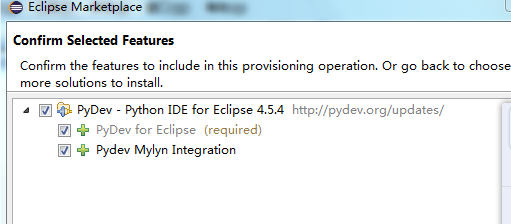 Eclipse Marketplace
Confirm Selected Features
Confirm the features to include in this provisioning operation. Or go back to choose
more solutions to install.
PyDev - Python IDE for Eclipse 4.5.4 http://pydev.org/updates/
PyDev for Eclipse (required)
Pydev Mylyn Integration